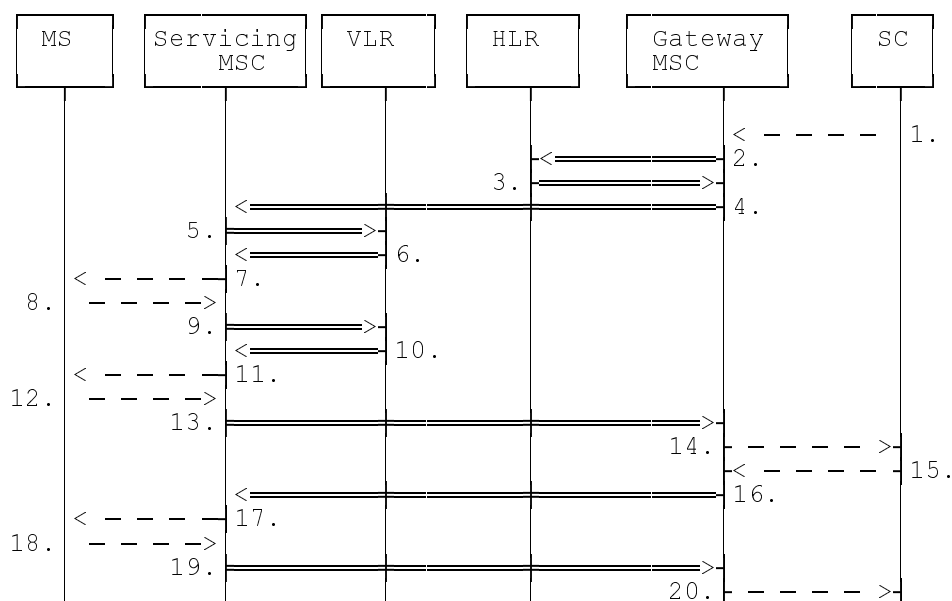 MS
Servicing
MSC
VLR
HLR
Gateway
MSC
SC
1.
2.
3.
4.
5.
6.
7.
8.
9.
10.
11.
12.
13.
14.
15.
16.
17.
18.
19.
20.